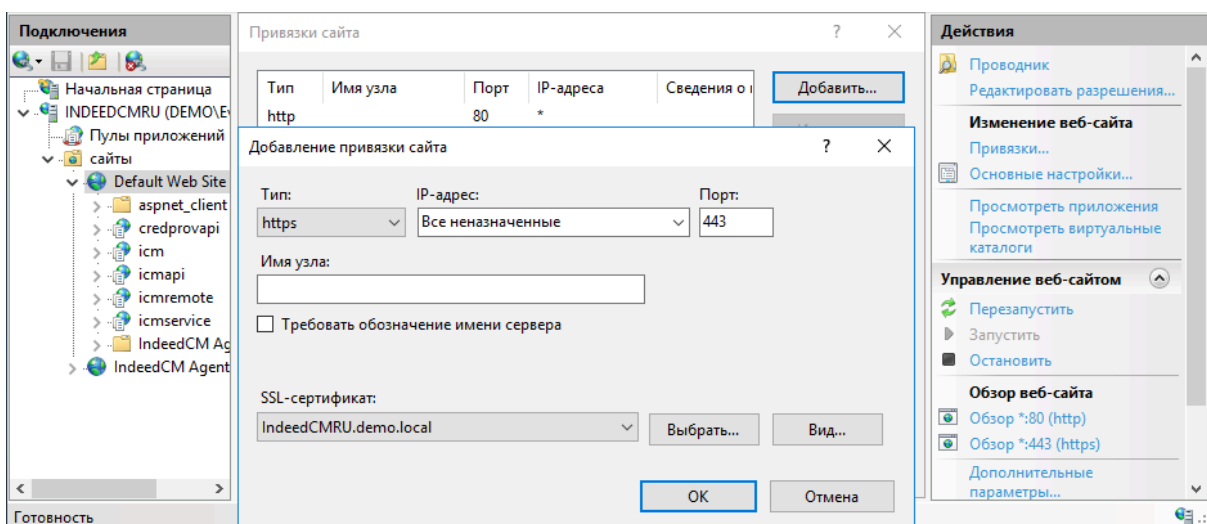 Подключения
Начальная страница
INDEEDCMRU (DEMO\E
Пулы приложений
сайты
Default Web Site
aspnet_client
credprovapi
icm
icmapi
icmremote
icmservice
IndeedCM Ag
IndeedCM Agent
Готовность
Привязки сайта
?
Тип Имя узла Порт IP-адреса Сведения о
http 80 *
Добавить...
Добавление привязки сайта
?
Тип: IP-адрес: Порт:
https Все неназначенные 443
Имя узла:
Требовать обозначение имени сервера
SSL-сертификат:
IndeedCMRU.demo.local Выбрать... Вид...
OK Отмена
Действия
Проводник
Редактировать разрешения...
Изменение веб-сайта
Привязки...
Основные настройки...
Просмотреть приложения
Просмотреть виртуальные
каталоги
Управление веб-сайтом
Перезапустить
Запустить
Остановить
Обзор веб-сайта
Обзор *:80 (http)
Обзор *:443 (https)
Дополнительные
параметры...